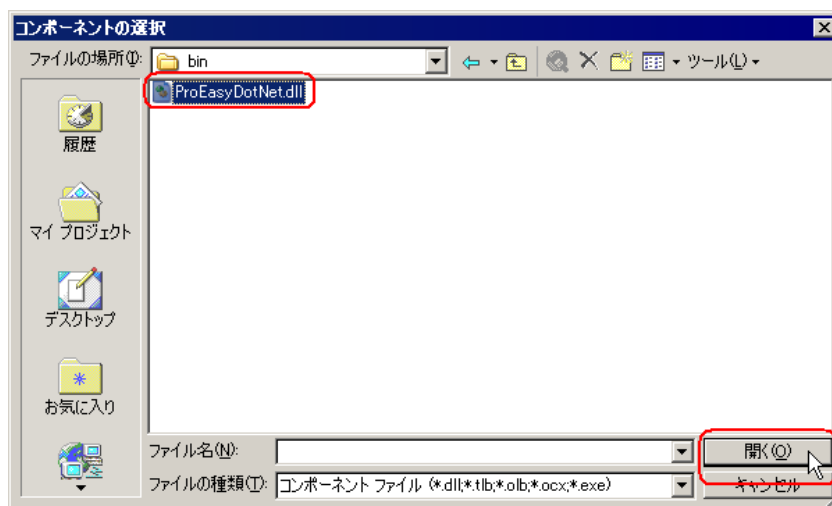 コンポーネントの選択
ファイルの場所(I): bin ツール(L)
ProEasyDotNet.dll
履歴
マイ プロジェクト
デスクトップ
お気に入り
ファイル名(N): 開く(O)
ファイルの種類(T): コンポーネント ファイル (*.dll;*.tlb;*.olb;*.ocx;*.exe) キャンセル